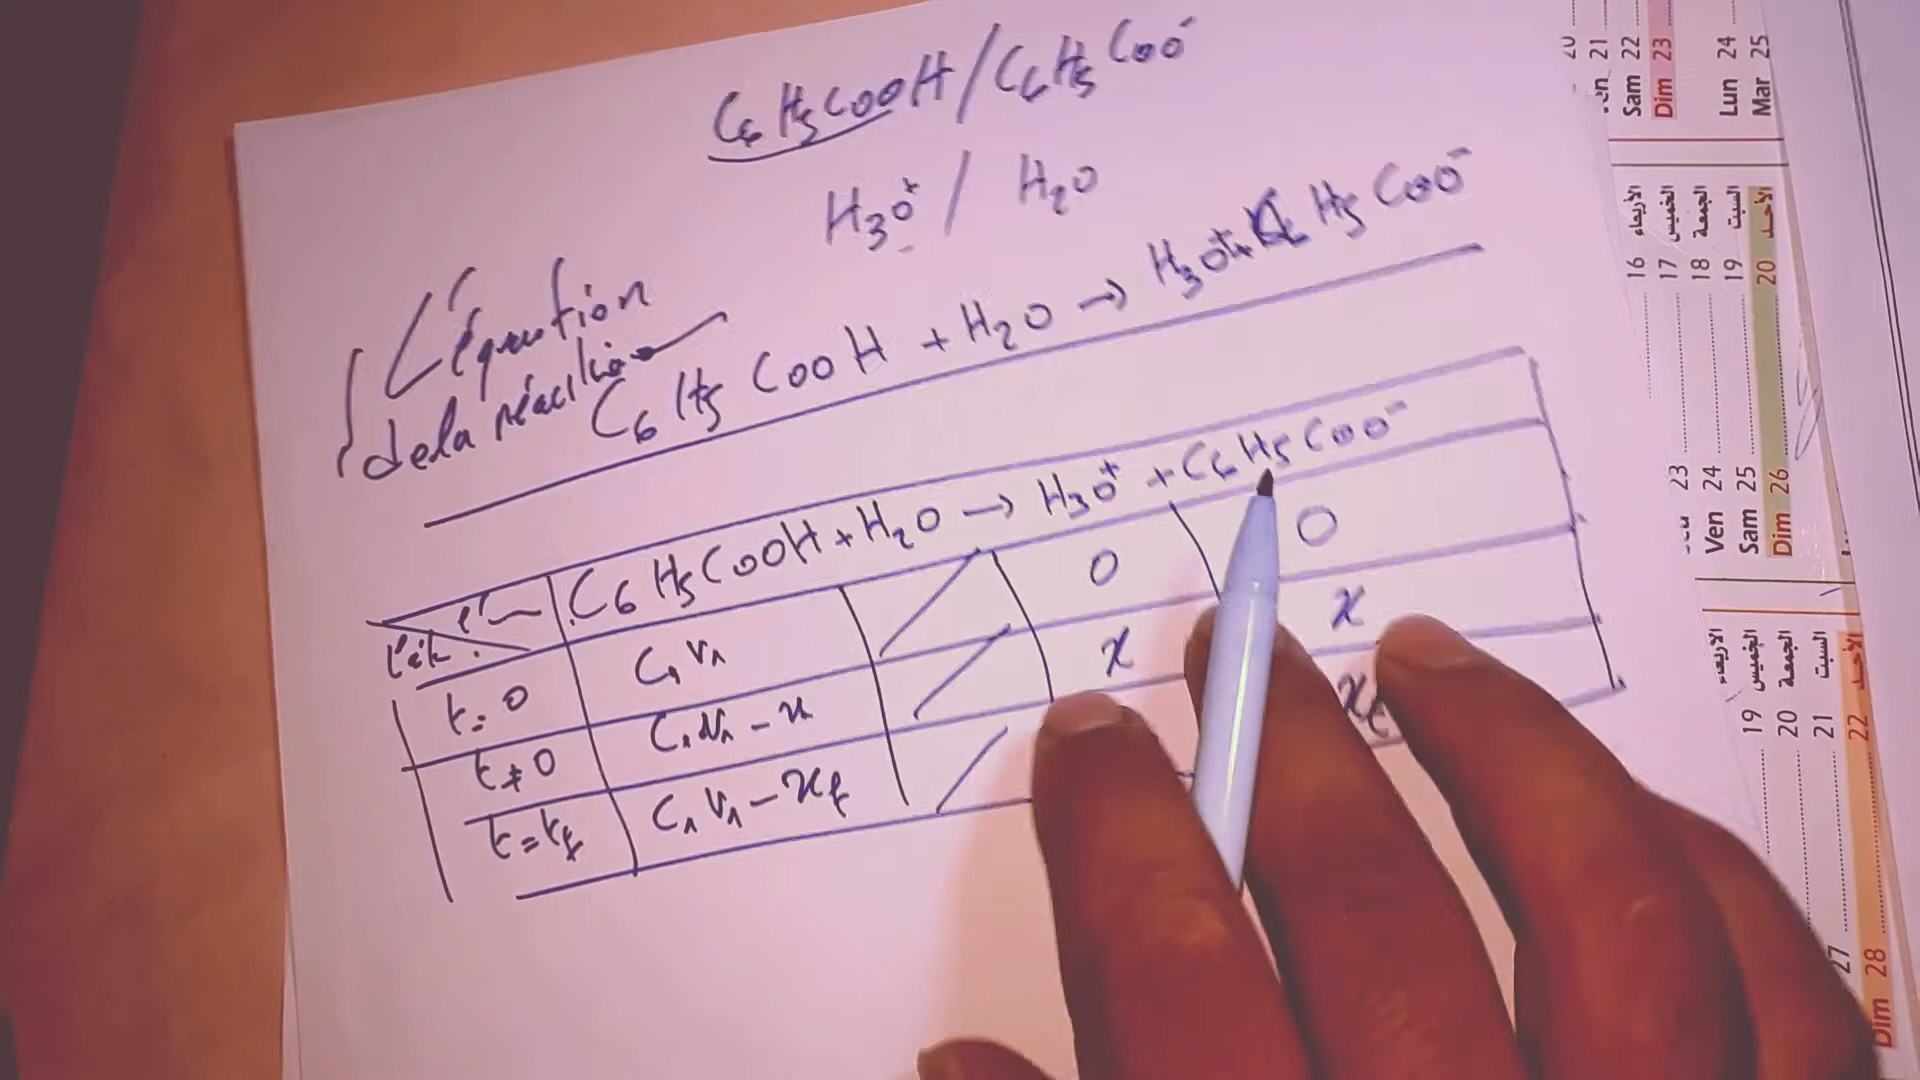 C6H5COOH/C6H5COO-
H3O+ / H2O
L'équation
de la réaction
C6H5COOH + H2O → H3O+ + C6H5COO-
C6H5COOH + H2O → H3O+ + C6H5COO-
t=0 C1V1 0 0
t≠0 C1V1-x x x
t=tf C1V1-xf xf
21
Sam 22
Dim 23
Lun 24
Mar 25
16 الأربعاء
17 الخميس
18 الجمعة
19 السبت
20 الأحد
23
Ven 24
Sam 25
Dim 26
الأربعاء
19 الخميس
20 الجمعة
21 السبت
22 الأحد
27
Dim 28